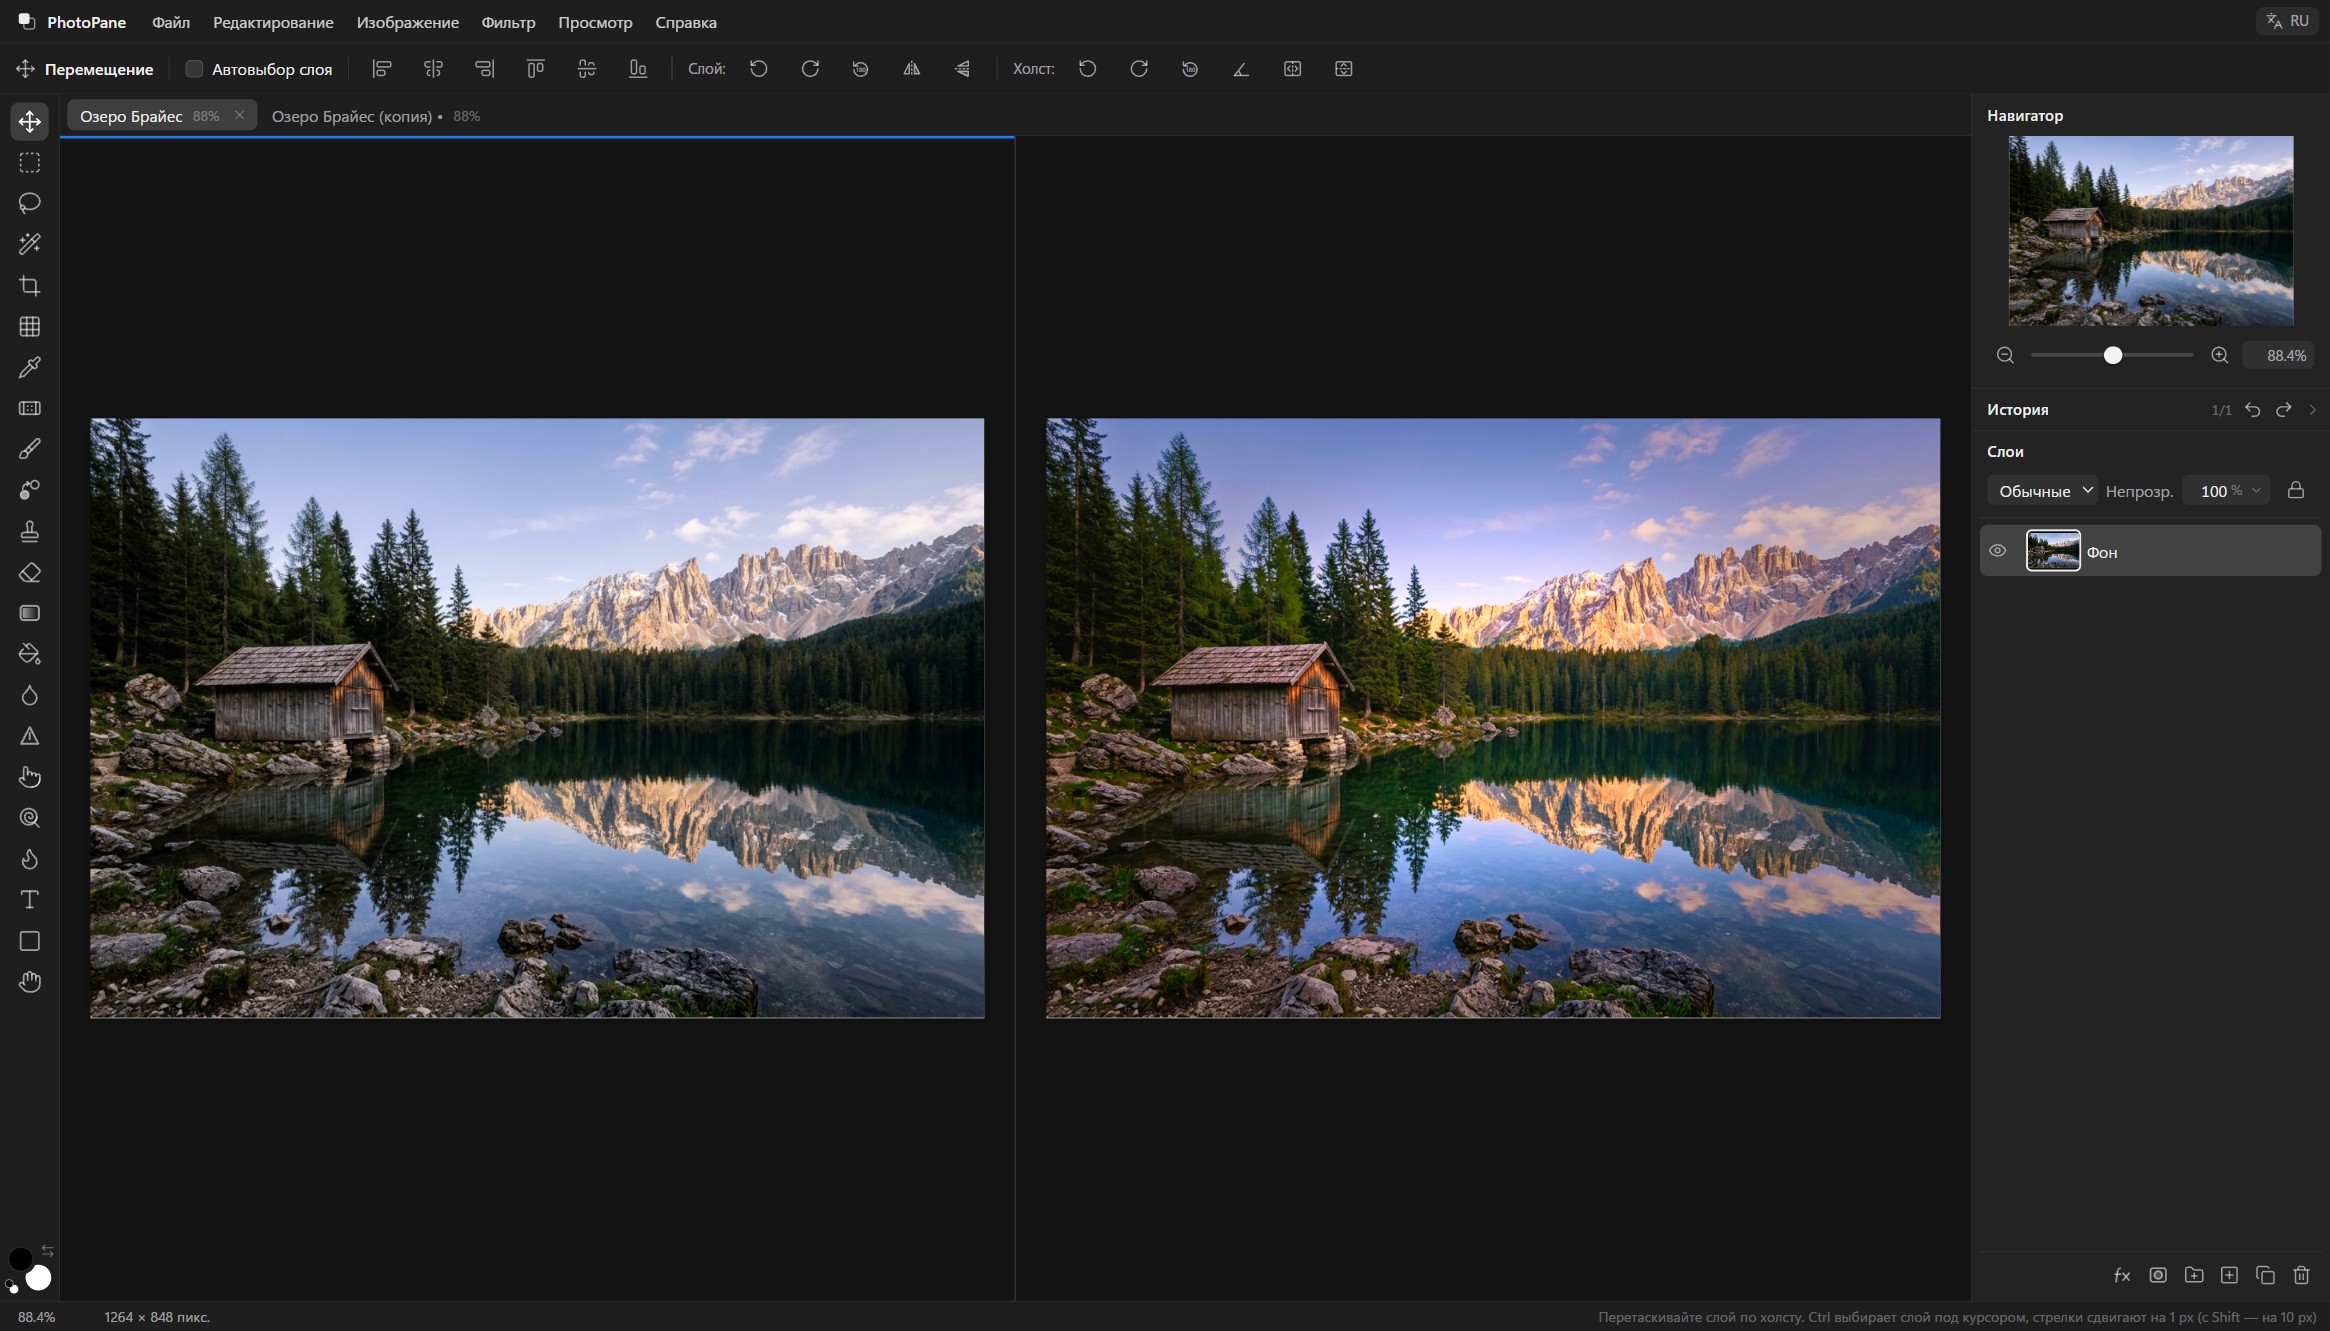 PhotoPane Файл Редактирование Изображение Фильтр Просмотр Справка RU
Перемещение Автовыбор слоя Слой: 180 Холст: 180
Озеро Брайес 88% Озеро Брайес (копия) • 88%
Навигатор
88.4%
История 1/1
Слои
Обычные Непрозр. 100 %
Фон
fx
88.4% 1264 × 848 пикс. Перетаскивайте слой по холсту. Ctrl выбирает слой под курсором, стрелки сдвигают на 1 px (с Shift — на 10 px)